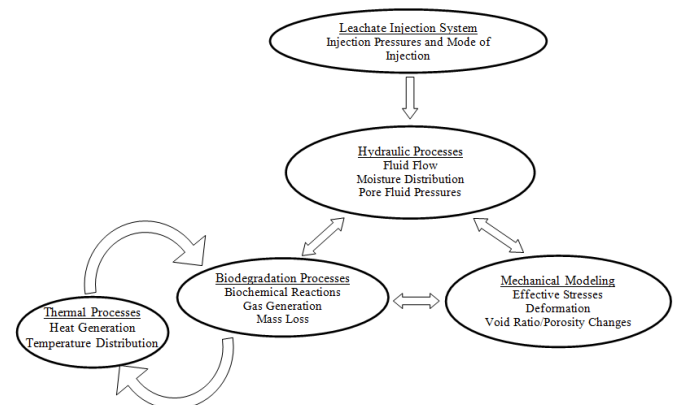 Leachate Injection System
Injection Pressures and Mode of
Injection
Hydraulic Processes
Fluid Flow
Moisture Distribution
Pore Fluid Pressures
Biodegradation Processes
Biochemical Reactions
Gas Generation
Mass Loss
Mechanical Modeling
Effective Stresses
Deformation
Void Ratio/Porosity Changes
Thermal Processes
Heat Generation
Temperature Distribution